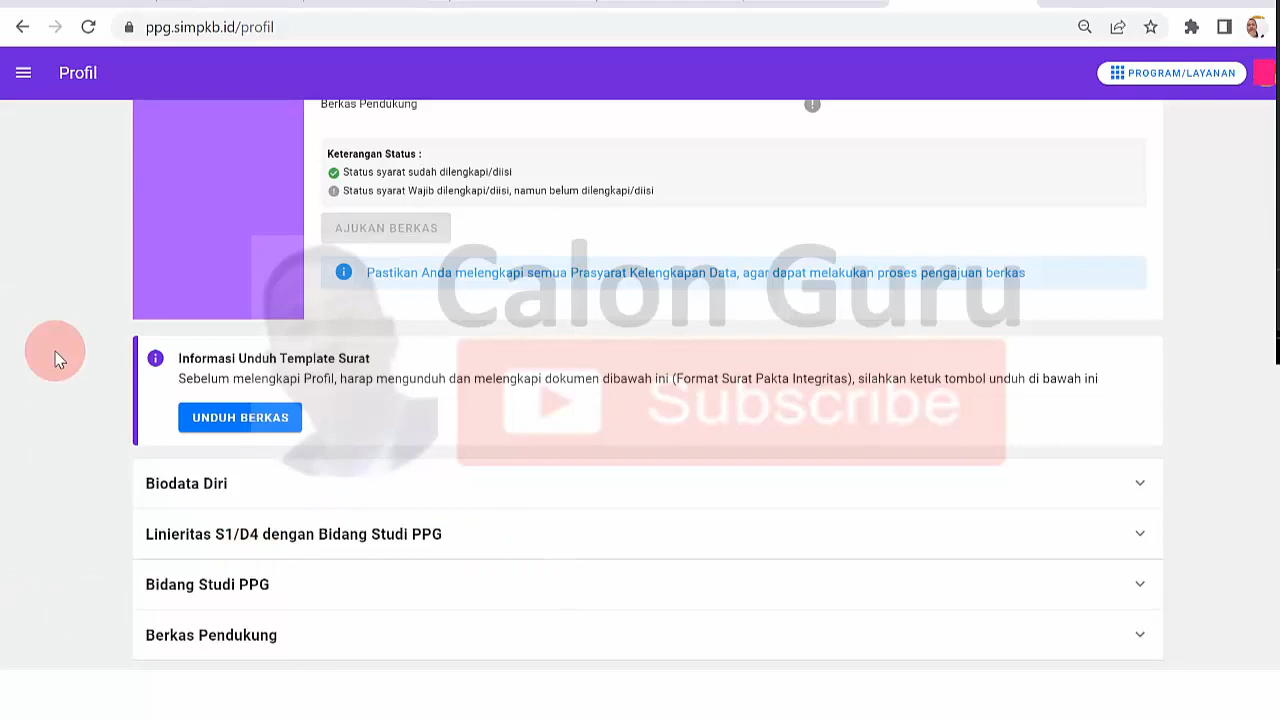 ppg.simpkb.id/profil
Profil
PROGRAM/LAYANAN
Berkas Pendukung
Keterangan Status :
Status syarat sudah dilengkapi/diisi
Status syarat Wajib dilengkapi/diisi, namun belum dilengkapi/diisi
AJUKAN BERKAS
Calon Guru
Pastikan Anda melengkapi semua Prasyarat Kelengkapan Data, agar dapat melakukan proses pengajuan berkas
Informasi Unduh Template Surat
Sebelum melengkapi Profil, harap mengunduh dan melengkapi dokumen dibawah ini (Format Surat Pakta Integritas), silahkan ketuk tombol unduh di bawah ini
Subscribe
UNDUH BERKAS
Biodata Diri
Linieritas S1/D4 dengan Bidang Studi PPG
Bidang Studi PPG
Berkas Pendukung